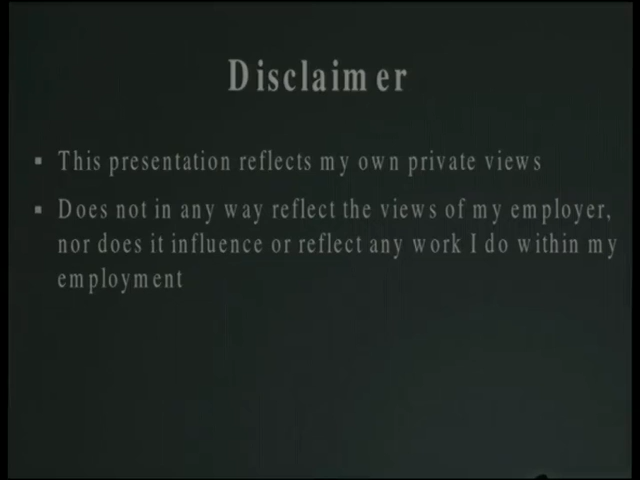 Disclaimer
▪ This presentation reflects my own private views
▪ Does not in any way reflect the views of my employer,
nor does it influence or reflect any work I do within my
employment